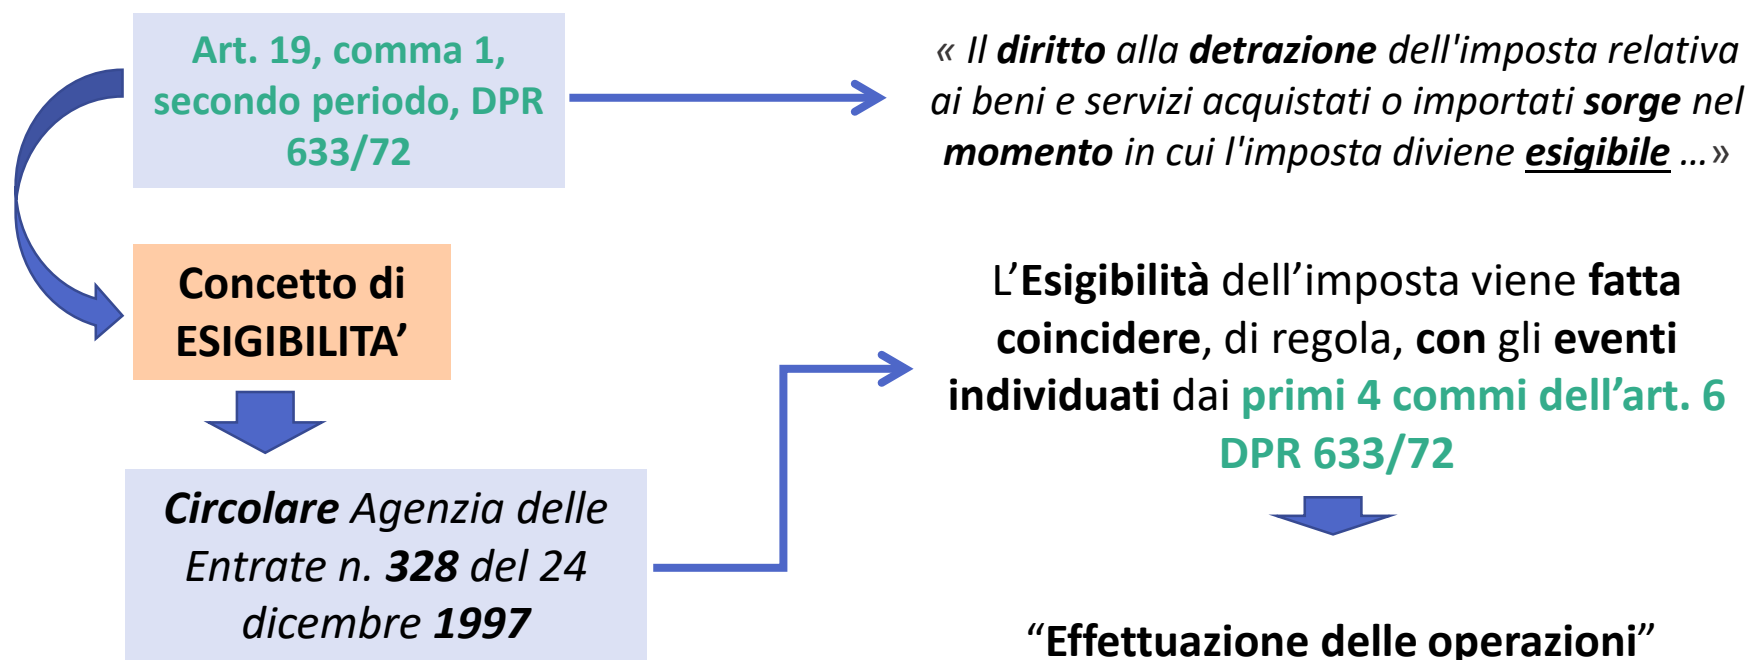 Art. 19, comma 1,
secondo periodo, DPR
633/72
« Il diritto alla detrazione dell'imposta relativa
ai beni e servizi acquistati o importati sorge nel
momento in cui l'imposta diviene esigibile …»
Concetto di
ESIGIBILITA’
L’Esigibilità dell’imposta viene fatta
coincidere, di regola, con gli eventi
individuati dai primi 4 commi dell’art. 6
DPR 633/72
Circolare Agenzia delle
Entrate n. 328 del 24
dicembre 1997
“Effettuazione delle operazioni”